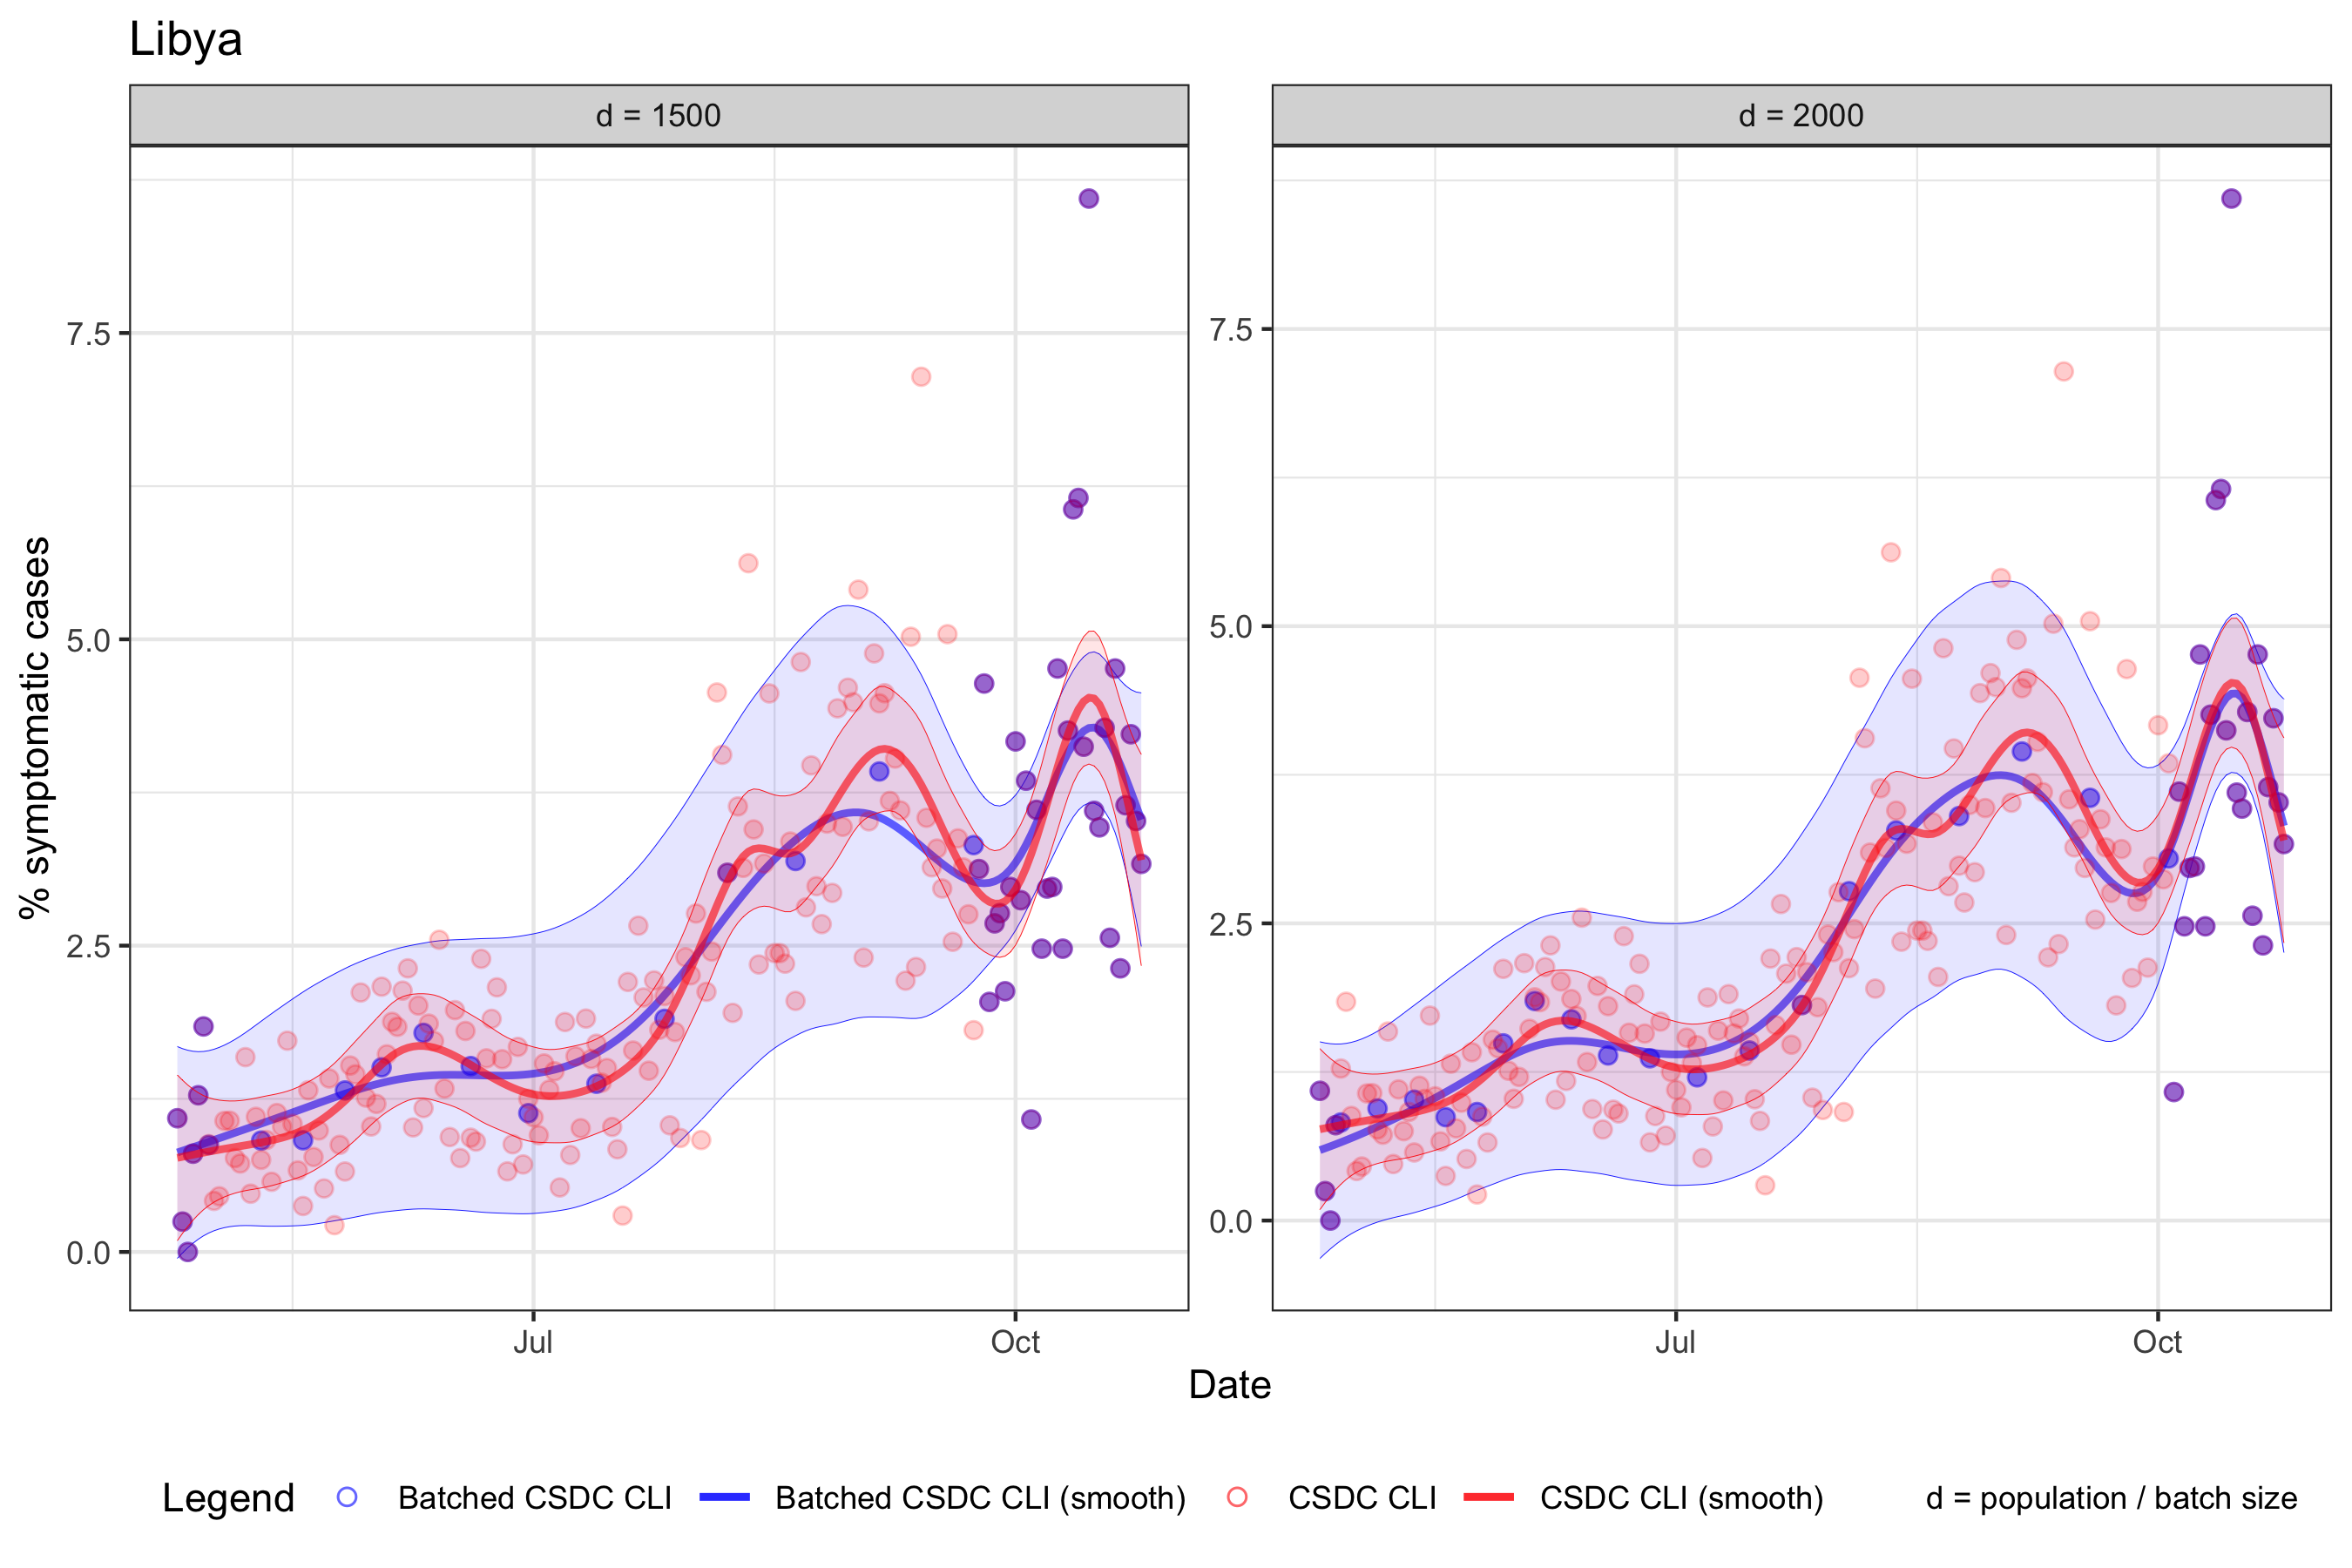 Libya
d = 1500
d = 2000
% symptomatic cases
7.5
5.0
2.5
0.0
7.5
5.0
2.5
0.0
Jul
Oct
Jul
Oct
Date
Legend Batched CSDC CLI Batched CSDC CLI (smooth) CSDC CLI CSDC CLI (smooth) d = population / batch size